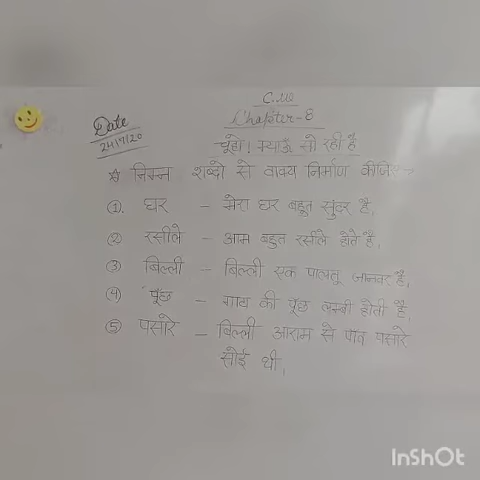 C.W
Chapter-8
Date
24/7/20
चूहो! म्याऊँ सो रही है
☆ निम्न शब्दो से वाक्य निर्माण कीजिए
①. घर - मेरा घर बहुत सुंदर है।
② रसीले - आम बहुत रसीले होते है।
③ बिल्ली - बिल्ली एक पालतू जानवर है।
④ पूँछ - गाय की पूँछ लम्बी होती है।
⑤ पसारे - बिल्ली आराम से पाँव पसारे
सोई थी।
InShOt